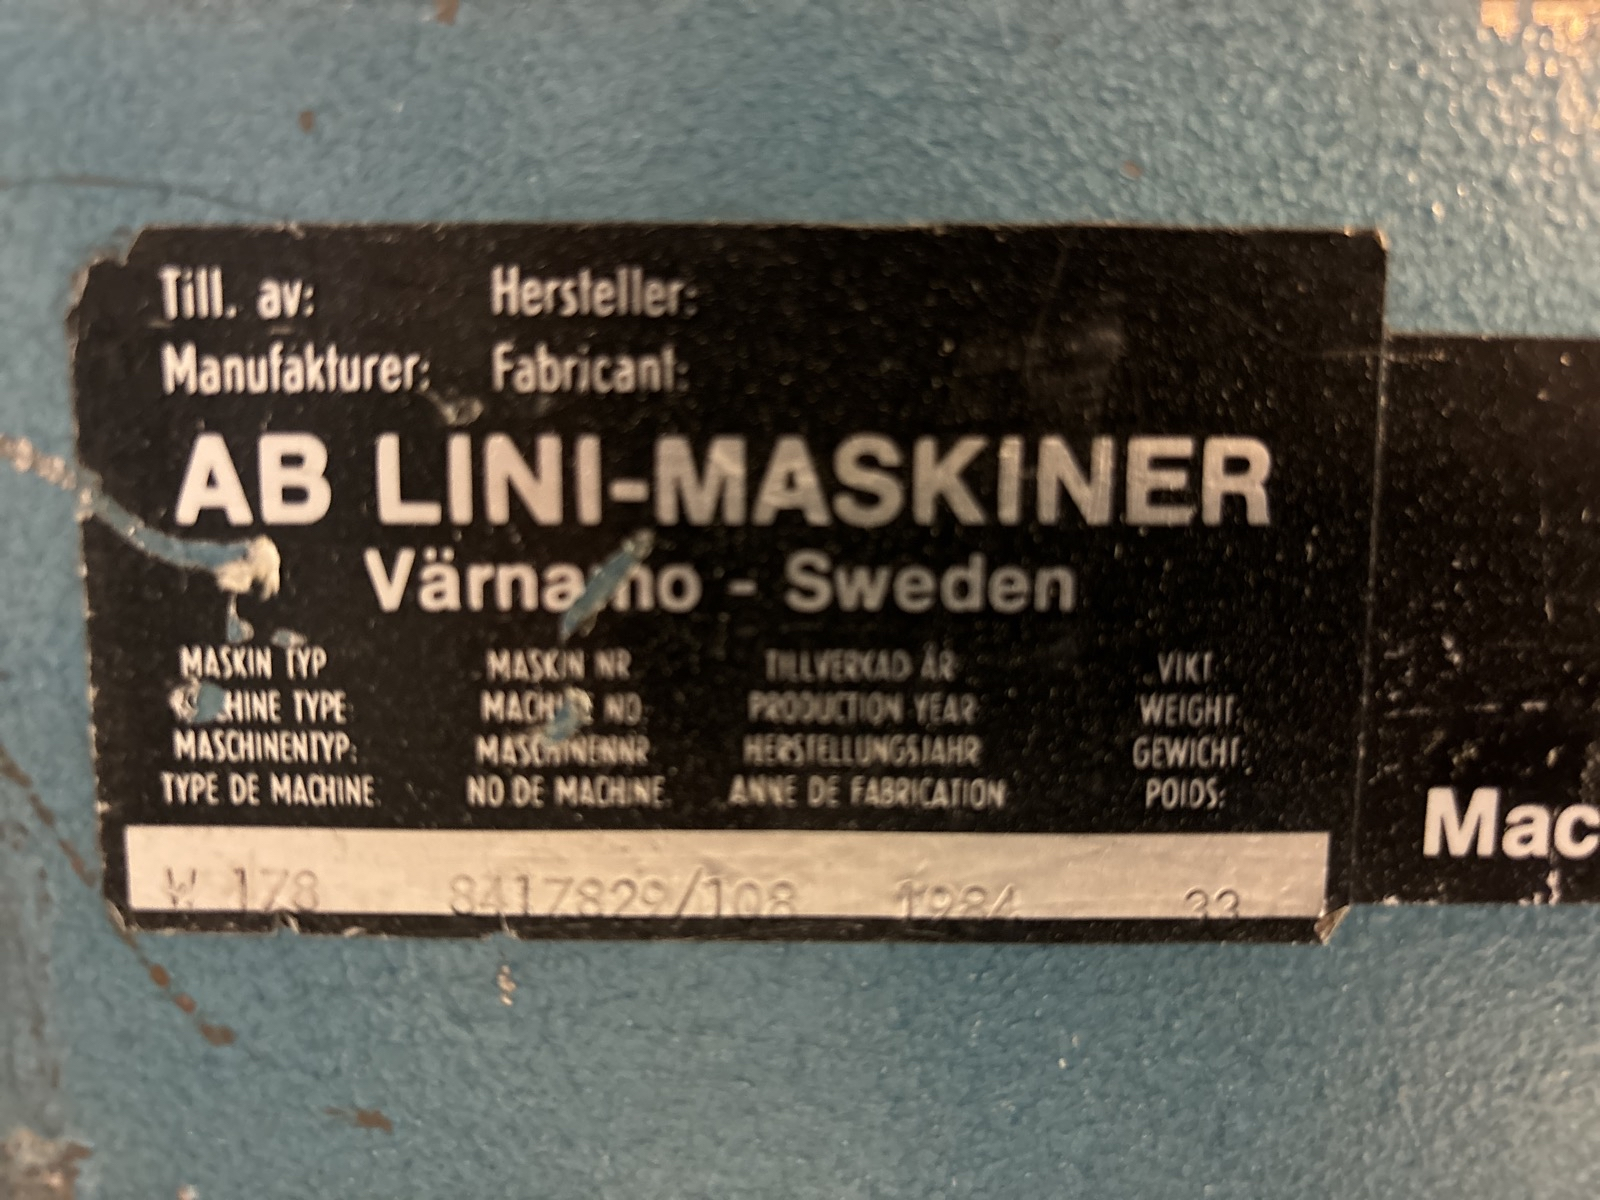 Till. av: Hersteller:
Manufakturer: Fabricant:
AB LINI-MASKINER
Värnamo - Sweden
MASKIN TYP MASKIN NR TILLVERKAD ÅR VIKT:
MACHINE TYPE: MACHINE NO: PRODUCTION YEAR WEIGHT:
MASCHINENTYP: MASCHINENNR HERSTELLUNGSJAHR GEWICHT:
TYPE DE MACHINE NO DE MACHINE ANNE DE FABRICATION POIDS:
W 178 8417829/108 1984 33
Mac